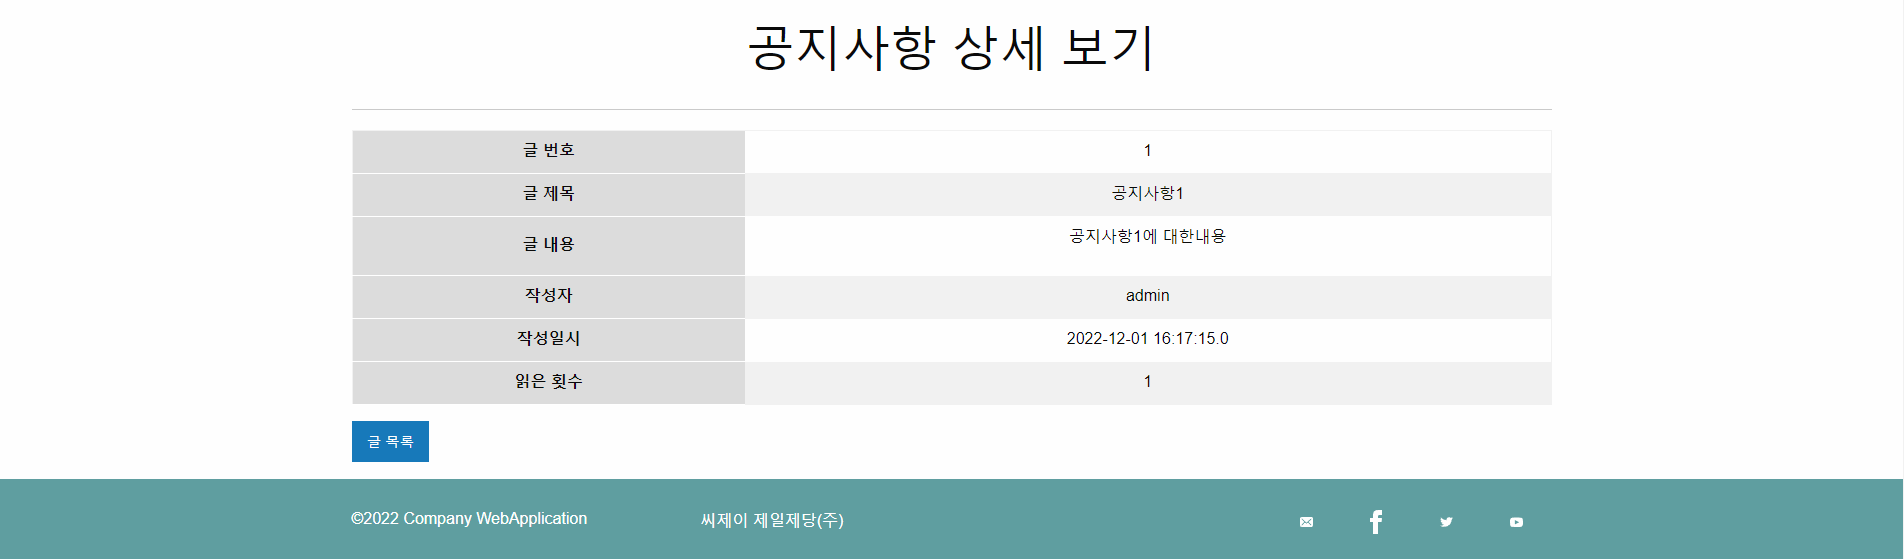 공지사항 상세 보기
글 번호 1
글 제목 공지사항1
글 내용 공지사항1에 대한내용
작성자 admin
작성일시 2022-12-01 16:17:15.0
읽은 횟수 1
글 목록
©2022 Company WebApplication 씨제이 제일제당(주)